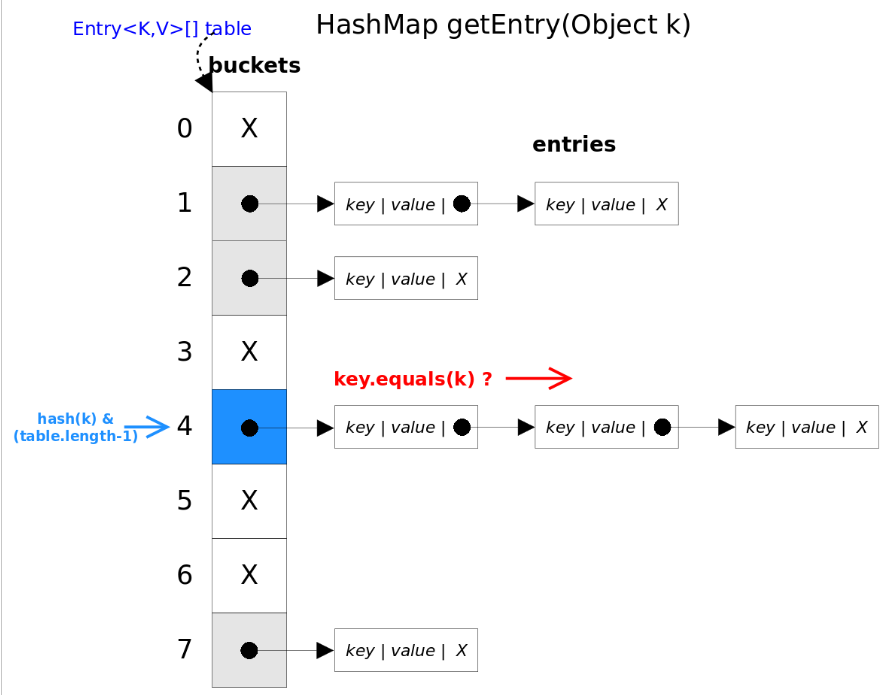 HashMap getEntry(Object k)
Entry<K,V>[] table
buckets
entries
0 X
1 key | value | key | value | X
2 key | value | X
3 X
key.equals(k) ?
hash(k) &
(table.length-1)
4 key | value | key | value | key | value | X
5 X
6 X
7 key | value | X